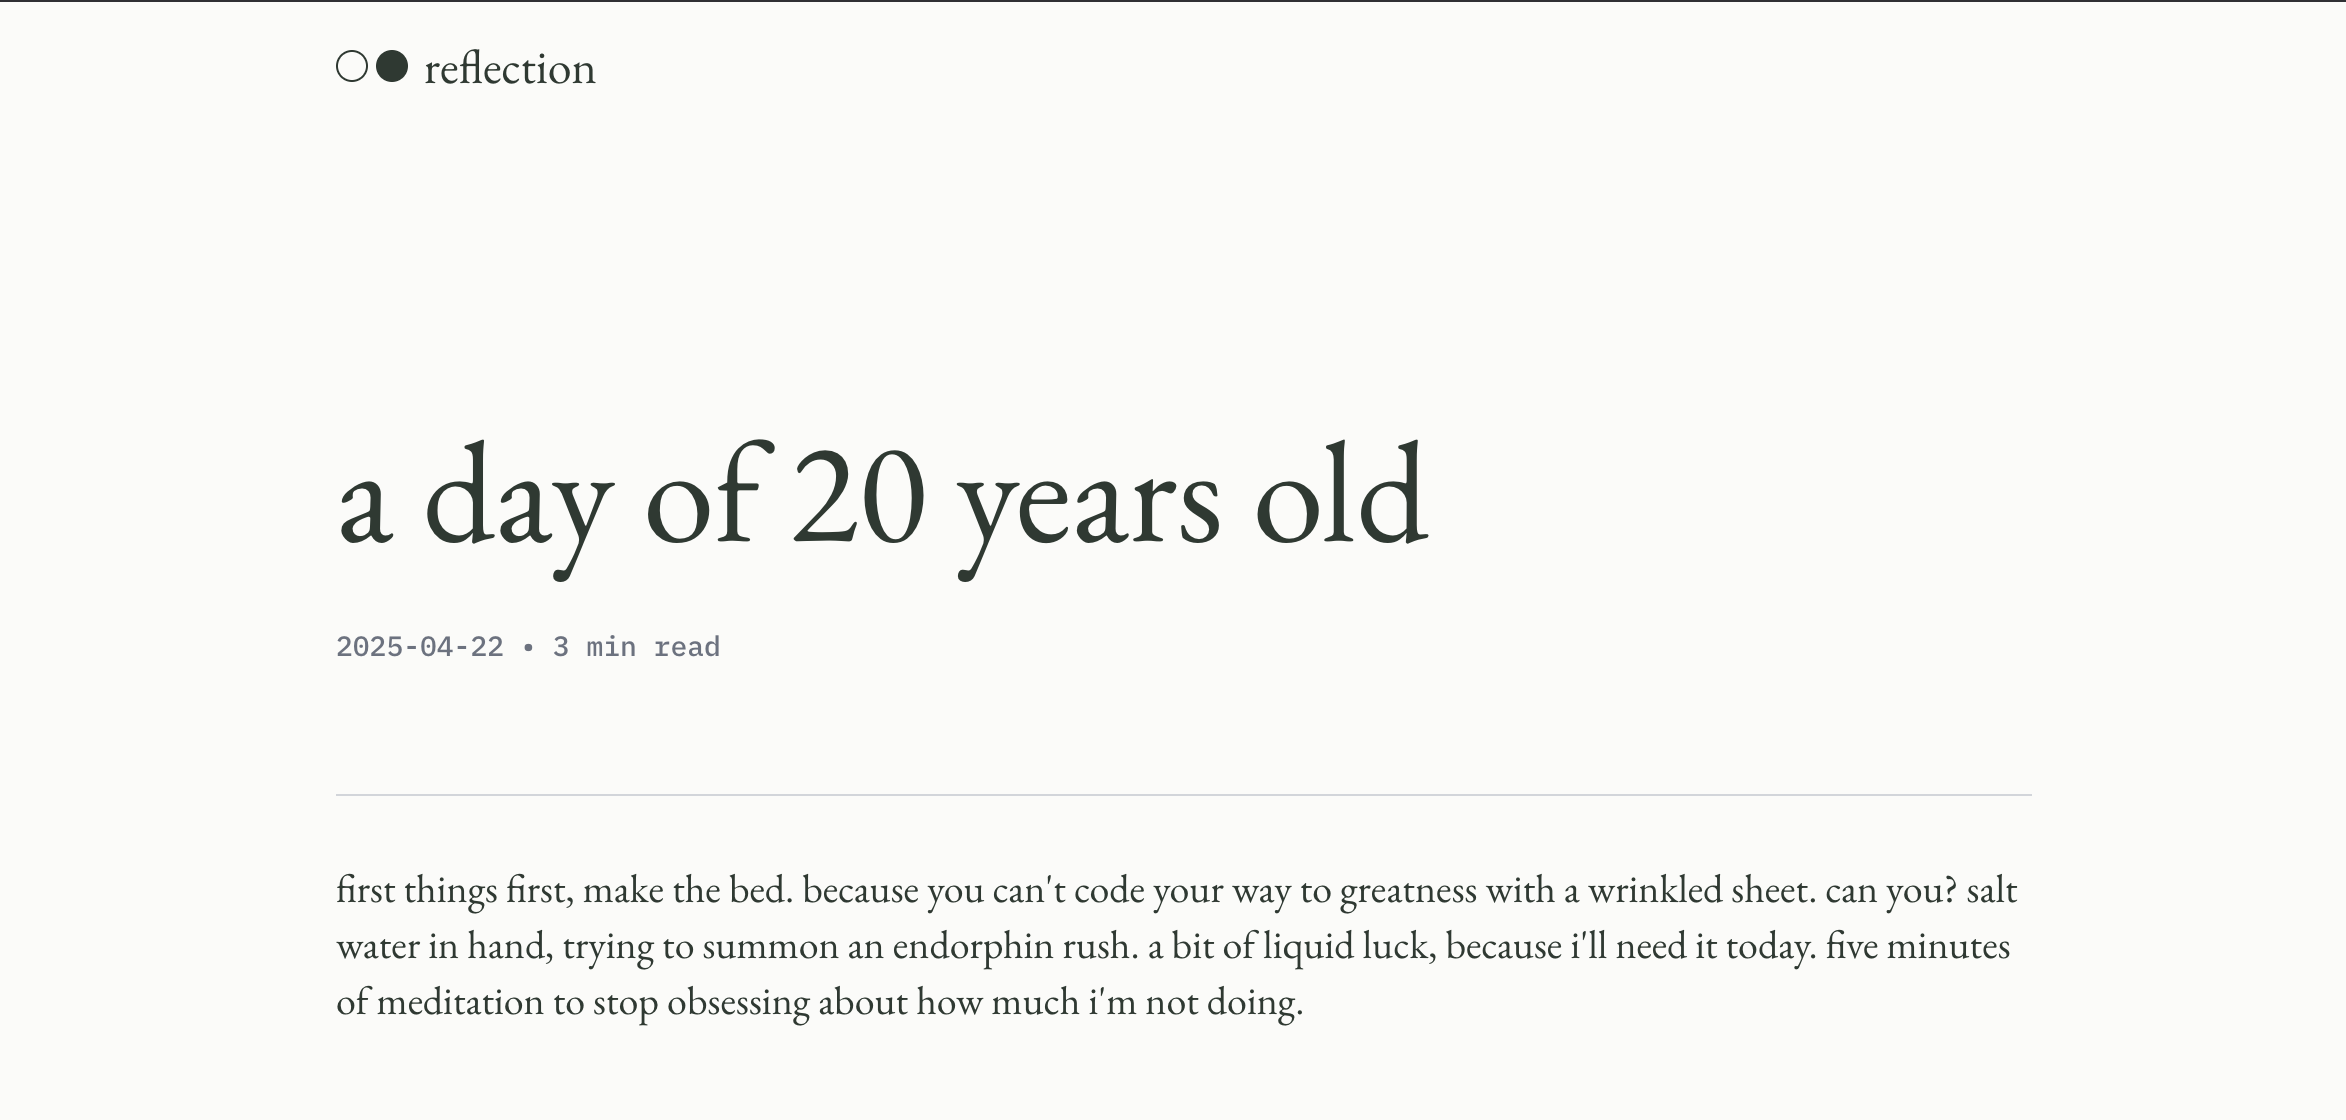 reflection
a day of 20 years old
2025-04-22 • 3 min read
first things first, make the bed. because you can't code your way to greatness with a wrinkled sheet. can you? salt
water in hand, trying to summon an endorphin rush. a bit of liquid luck, because i'll need it today. five minutes
of meditation to stop obsessing about how much i'm not doing.